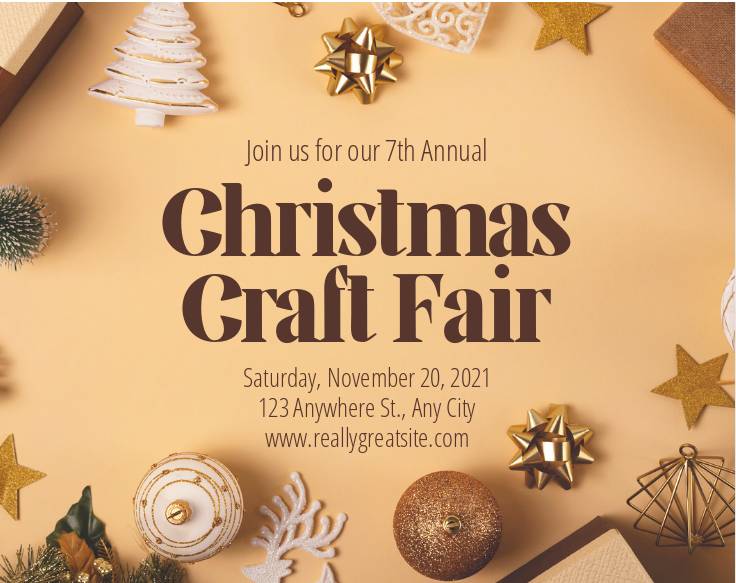 Join us for our 7th Annual
Christmas
Craft Fair
Saturday, November 20, 2021
123 Anywhere St., Any City
www.reallygreatsite.com